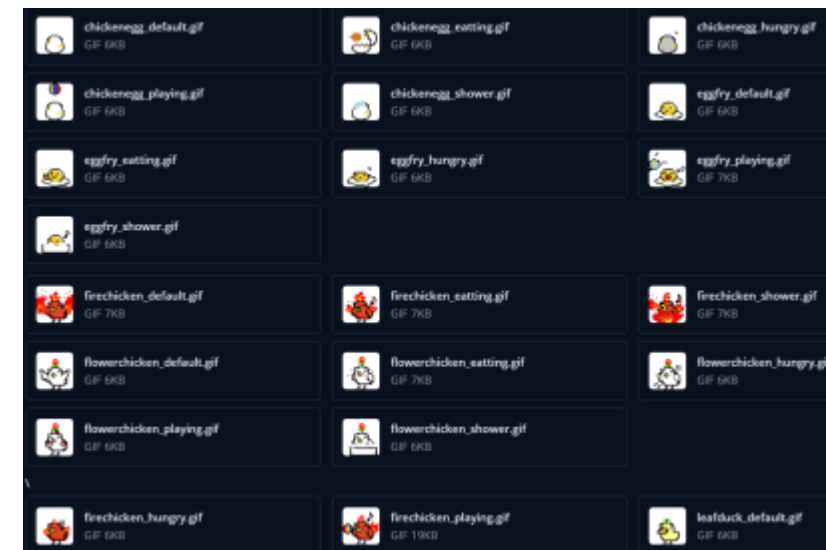 chickenegg_default.gif
GIF 6KB
chickenegg_eatting.gif
GIF 6KB
chickenegg_hungry.gif
GIF 6KB
chickenegg_playing.gif
GIF 6KB
chickenegg_shower.gif
GIF 6KB
eggfry_default.gif
GIF 6KB
eggfry_eatting.gif
GIF 6KB
eggfry_hungry.gif
GIF 6KB
eggfry_playing.gif
GIF 7KB
eggfry_shower.gif
GIF 6KB
firechicken_default.gif
GIF 7KB
firechicken_eatting.gif
GIF 7KB
firechicken_shower.gif
GIF 7KB
flowerchicken_default.gif
GIF 6KB
flowerchicken_eatting.gif
GIF 7KB
flowerchicken_hungry.gi
GIF 6KB
flowerchicken_playing.gif
GIF 6KB
flowerchicken_shower.gif
GIF 6KB
\
firechicken_hungry.gif
GIF 6KB
firechicken_playing.gif
GIF 19KB
leafduck_default.gif
GIF 6KB